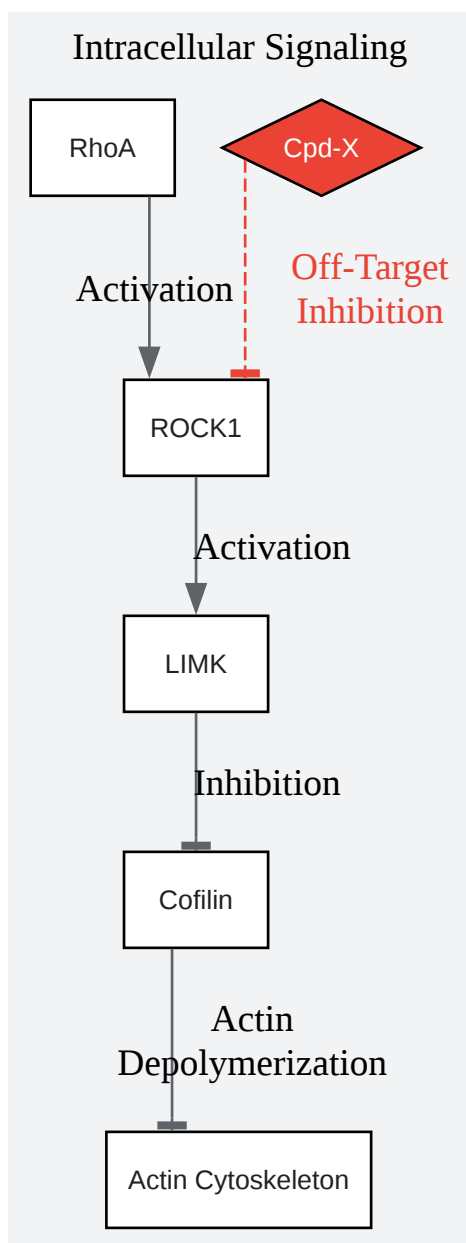 Intracellular Signaling
RhoA
Cpd-X
Activation
Off-Target
Inhibition
ROCK1
Activation
LIMK
Inhibition
Cofilin
Actin
Depolymerization
Actin Cytoskeleton